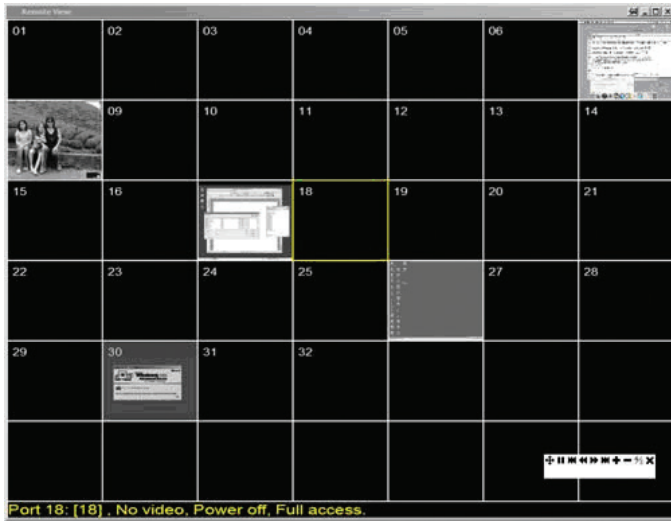 Remote View
01 02 03 04 05 06
09 10 11 12 13 14
15 16 18 19 20 21
22 23 24 25 27 28
29 30 31 32
Windows
Port 18: [18] , No video, Power off, Full access.